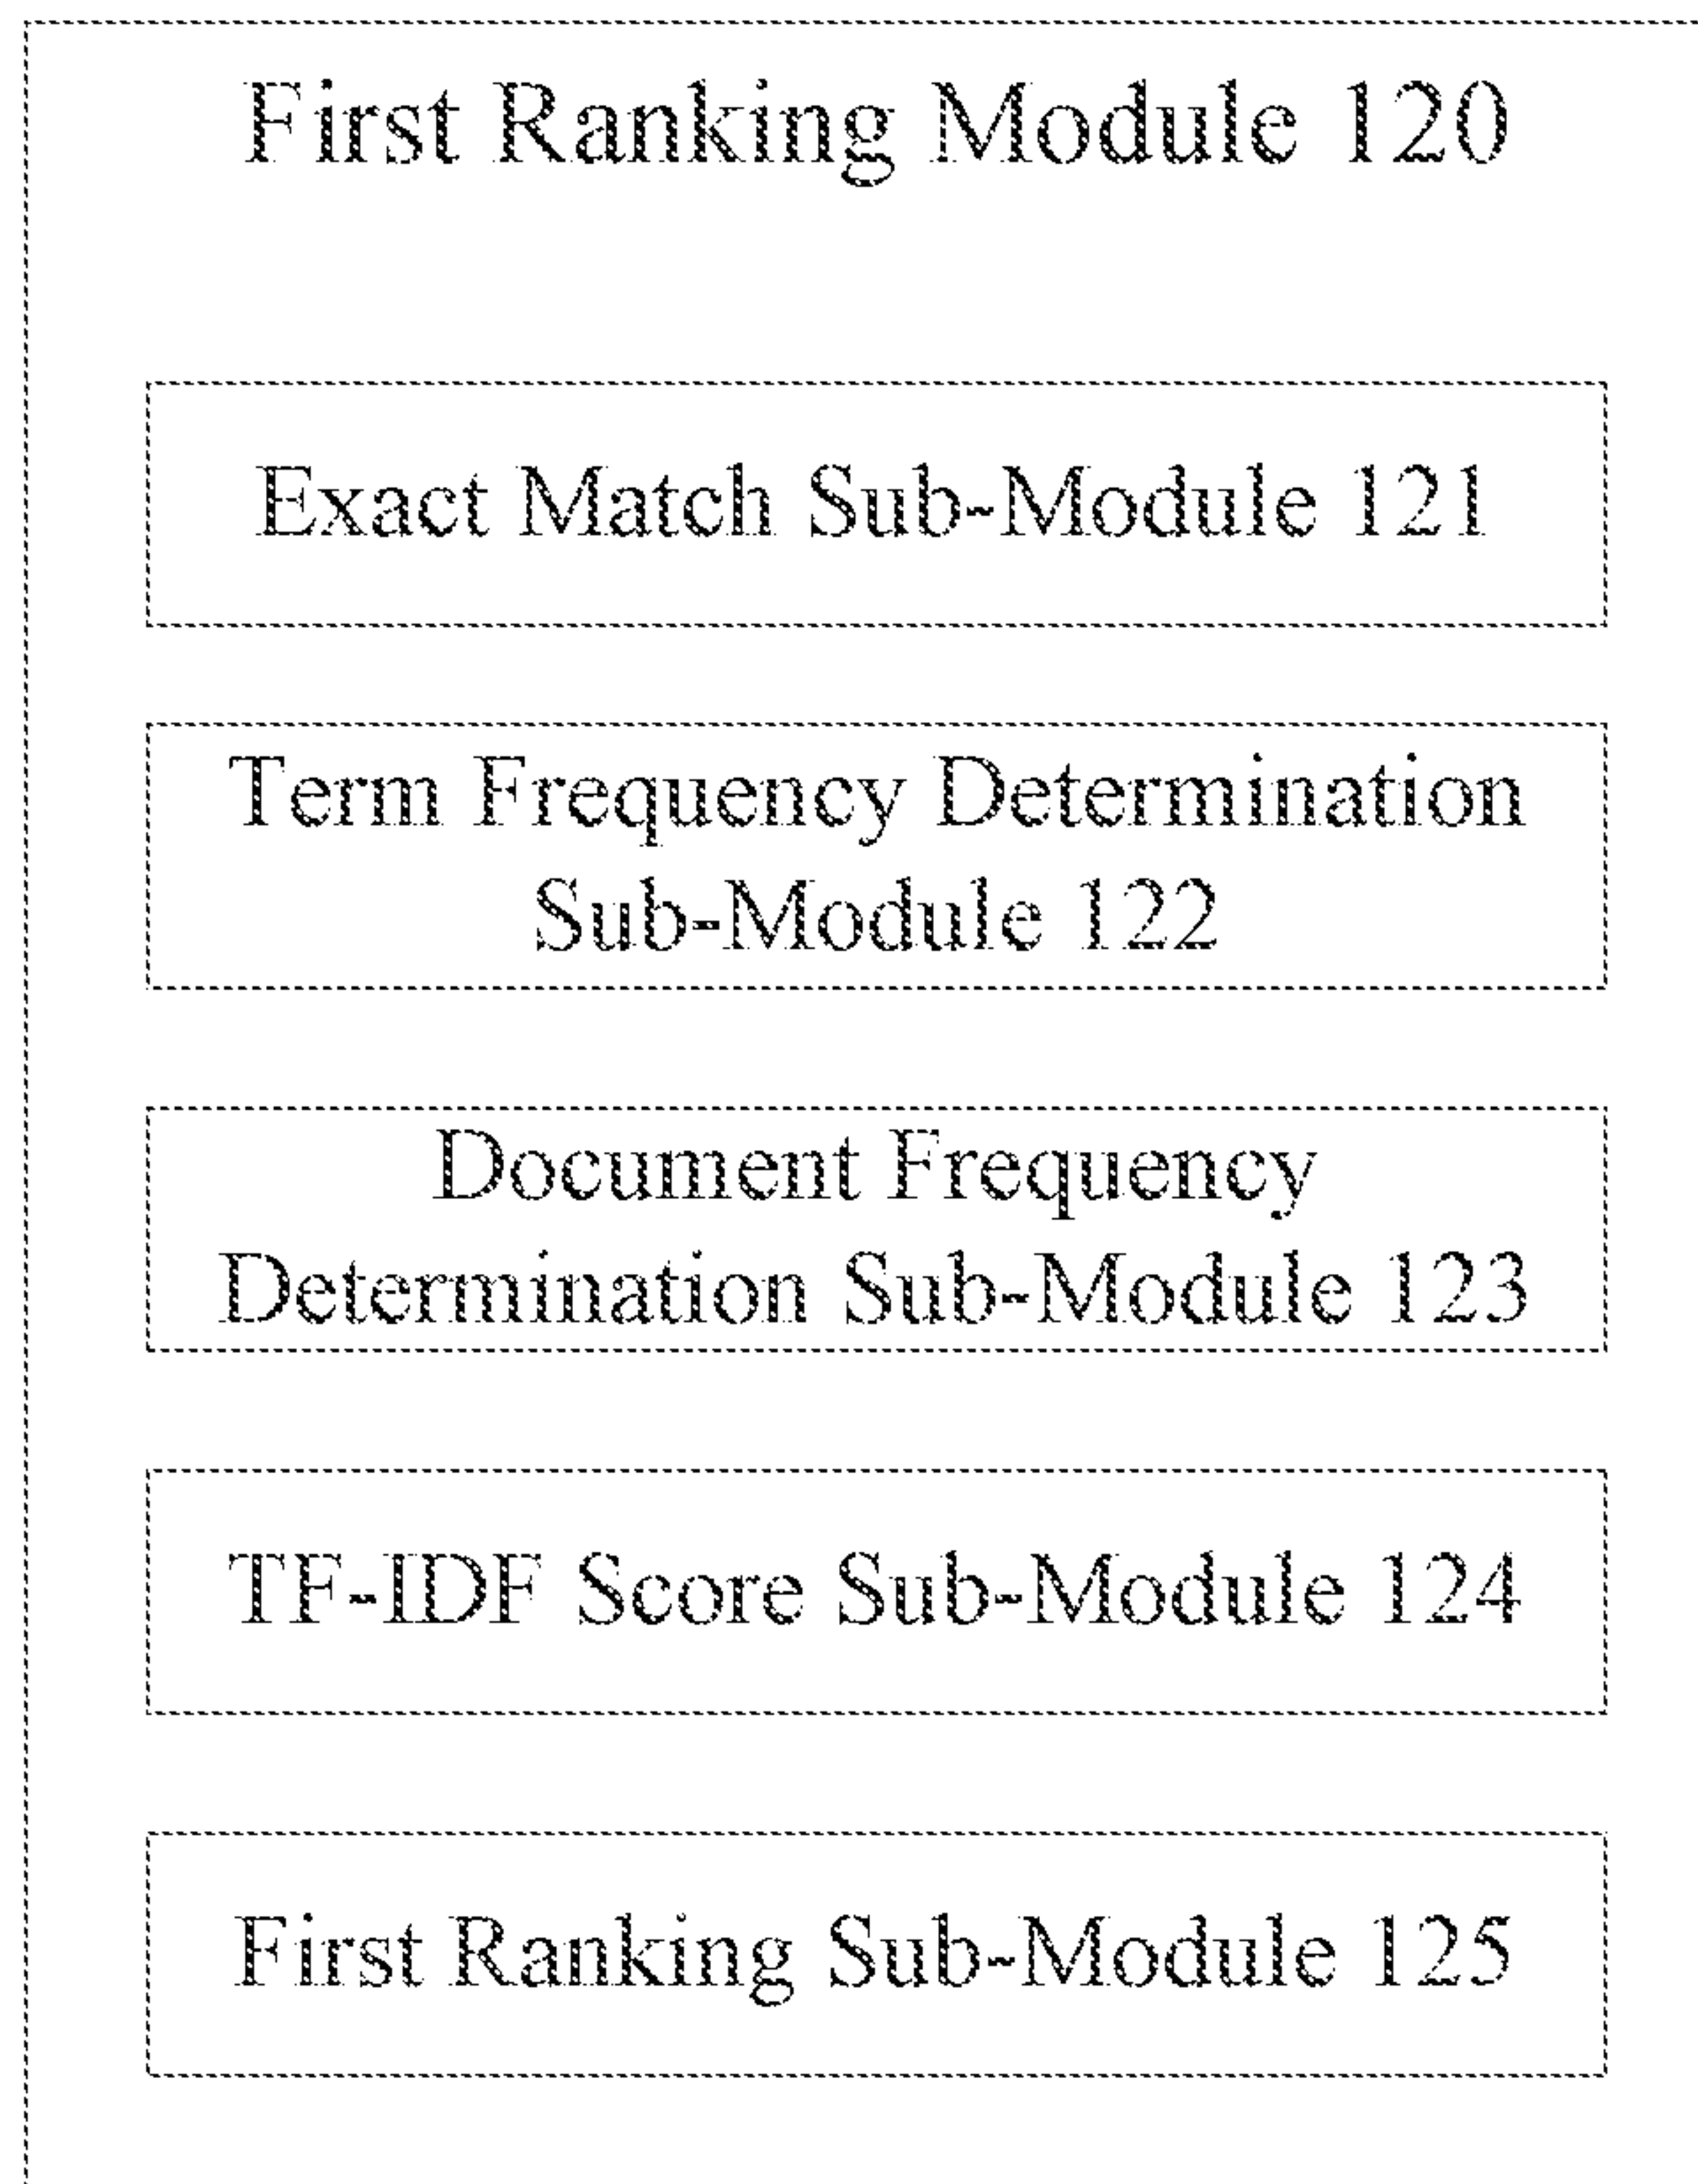 First Ranking Module 120
Exact Match Sub-Module 121
Term Frequency Determination
Sub-Module 122
Document Frequency
Determination Sub-Module 123
TF-IDF Score Sub-Module 124
First Ranking Sub-Module 125